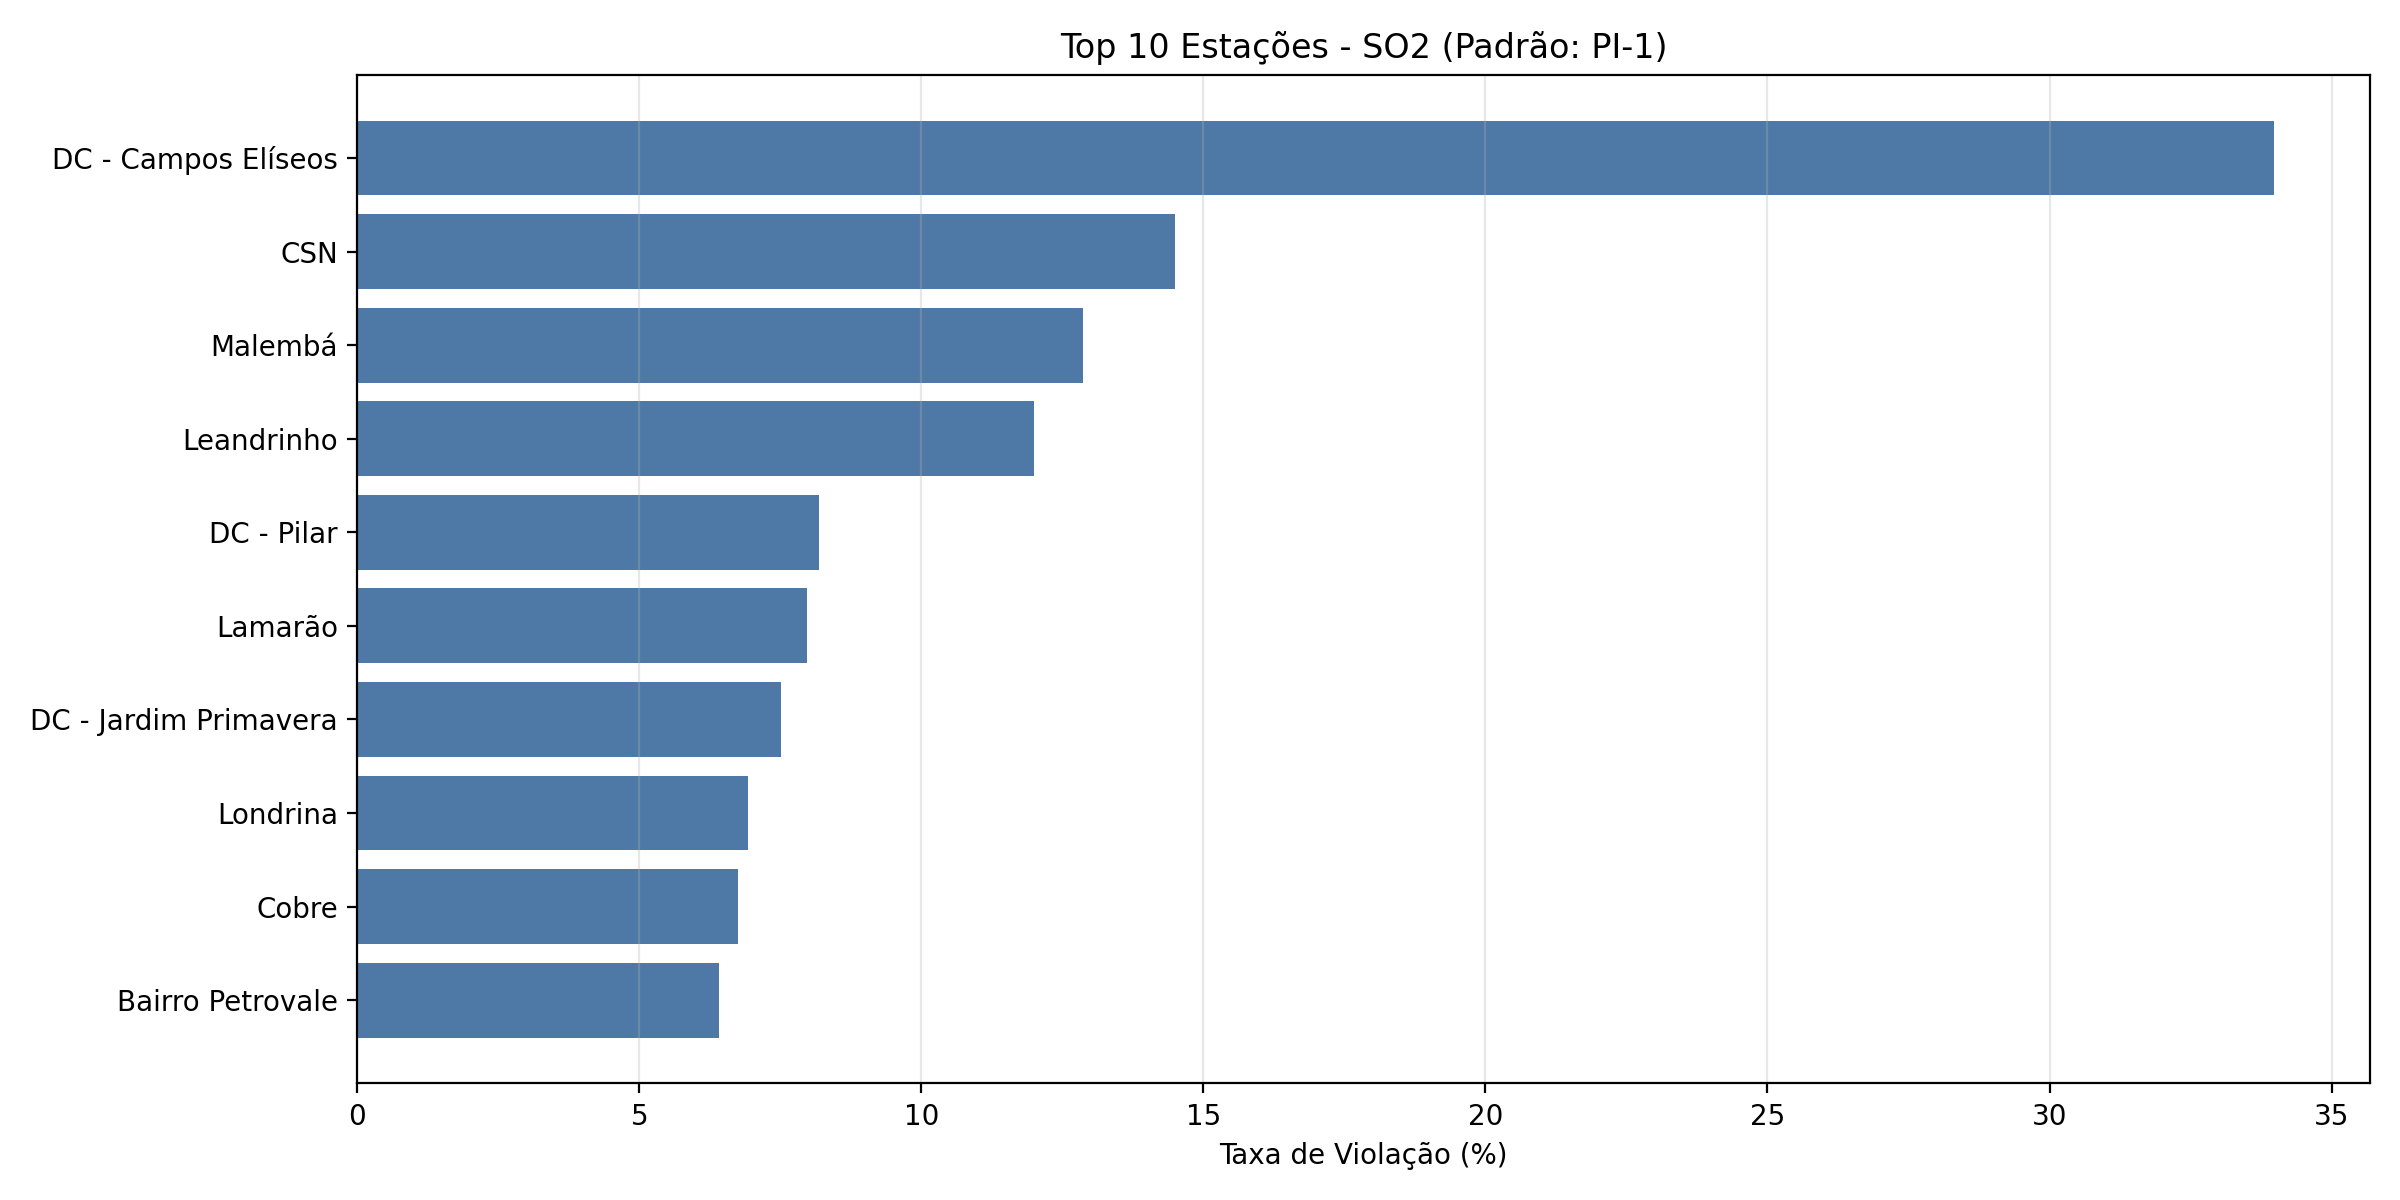 Top 10 Estações - SO2 (Padrão: PI-1)
DC - Campos Elíseos
CSN
Malembá
Leandrinho
DC - Pilar
Lamarão
DC - Jardim Primavera
Londrina
Cobre
Bairro Petrovale
0 5 10 15 20 25 30 35
Taxa de Violação (%)